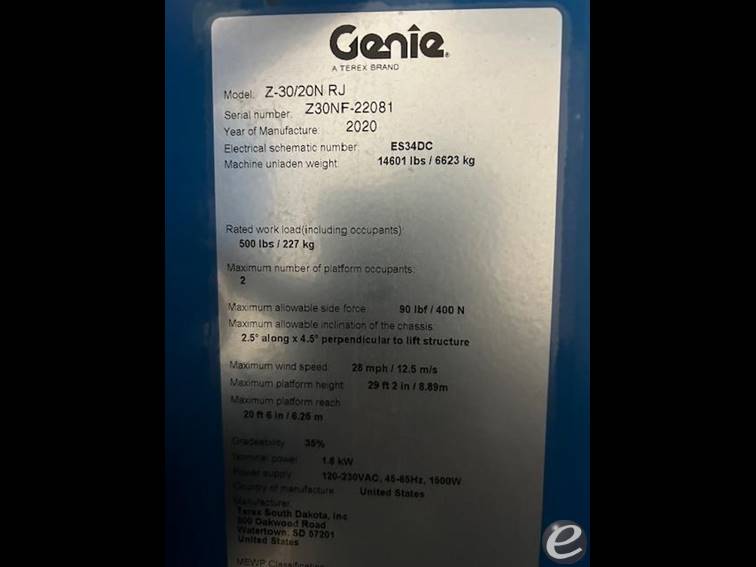 Genie®
A TEREX BRAND
Model: Z-30/20N RJ
Serial number: Z30NF-22081
Year of Manufacture: 2020
Electrical schematic number: ES34DC
Machine unladen weight: 14601 lbs / 6623 kg
Rated work load(including occupants):
500 lbs / 227 kg
Maximum number of platform occupants:
2
Maximum allowable side force 90 lbf / 400 N
Maximum allowable inclination of the chassis:
2.5° along x 4.5° perpendicular to lift structure
Maximum wind speed: 28 mph / 12.5 m/s
Maximum platform height: 29 ft 2 in / 8.89m
Maximum platform reach:
20 ft 6 in / 6.26 m
Gradeability 35%
Nominal power 1.6 kW
Power supply 120-230VAC, 45-65Hz, 1500W
Country of manufacture United States
Manufacturer:
Terex South Dakota, Inc
500 Oakwood Road
Watertown, SD 57201
United States
MEWP Classification
e